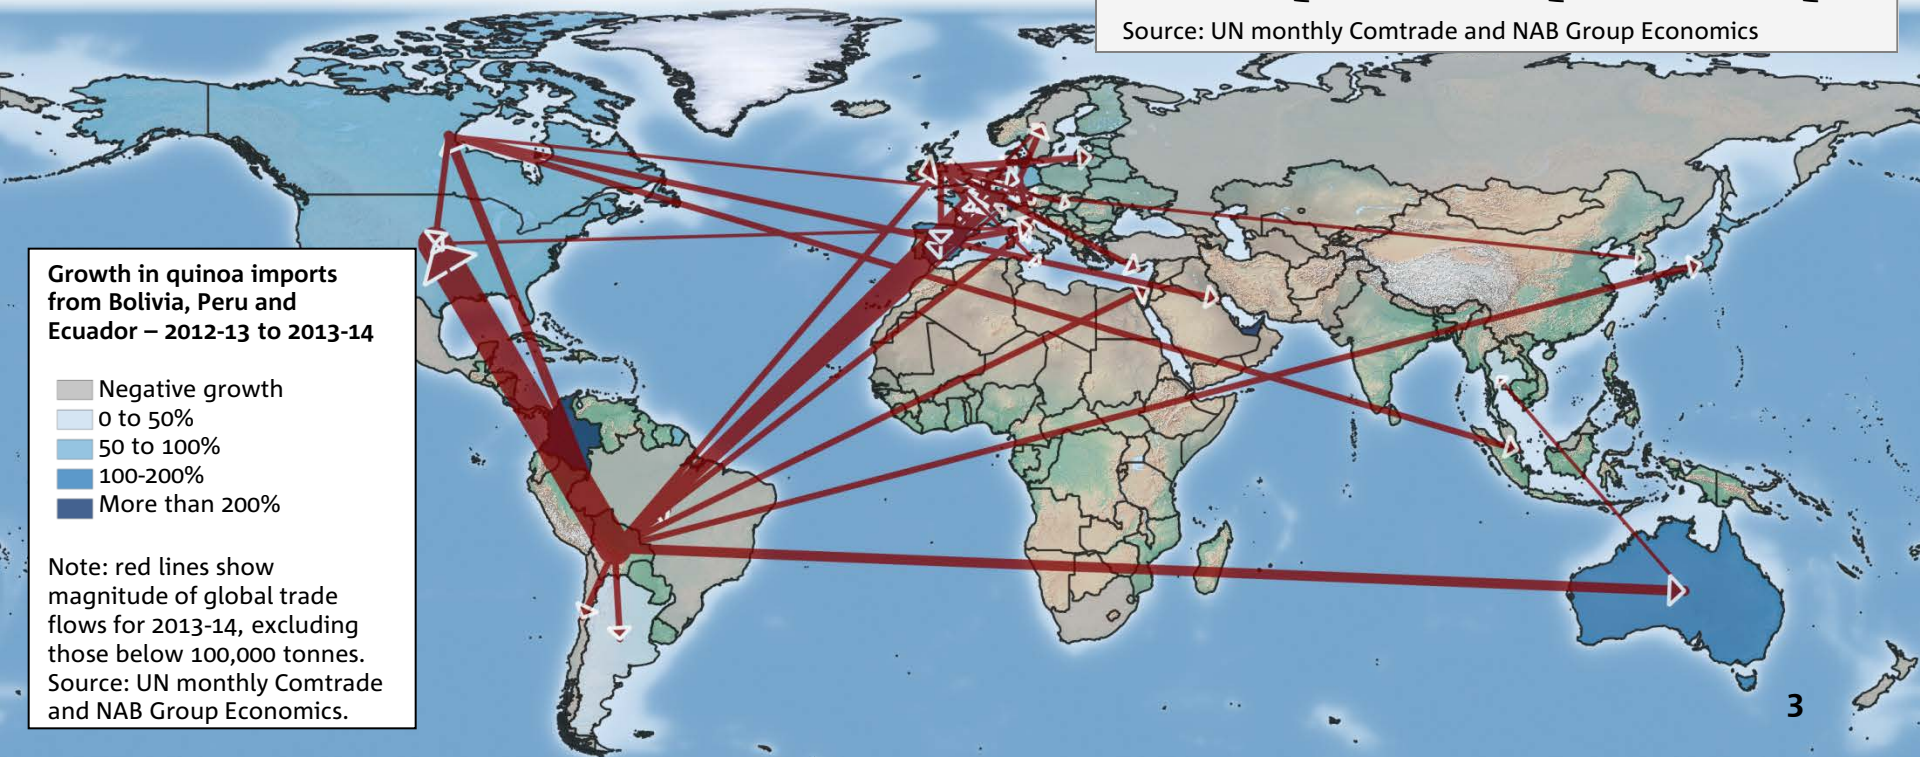 Source: UN monthly Comtrade and NAB Group Economics
Growth in quinoa imports
from Bolivia, Peru and
Ecuador – 2012-13 to 2013-14
Negative growth
0 to 50%
50 to 100%
100-200%
More than 200%
Note: red lines show
magnitude of global trade
flows for 2013-14, excluding
those below 100,000 tonnes.
Source: UN monthly Comtrade
and NAB Group Economics.
3